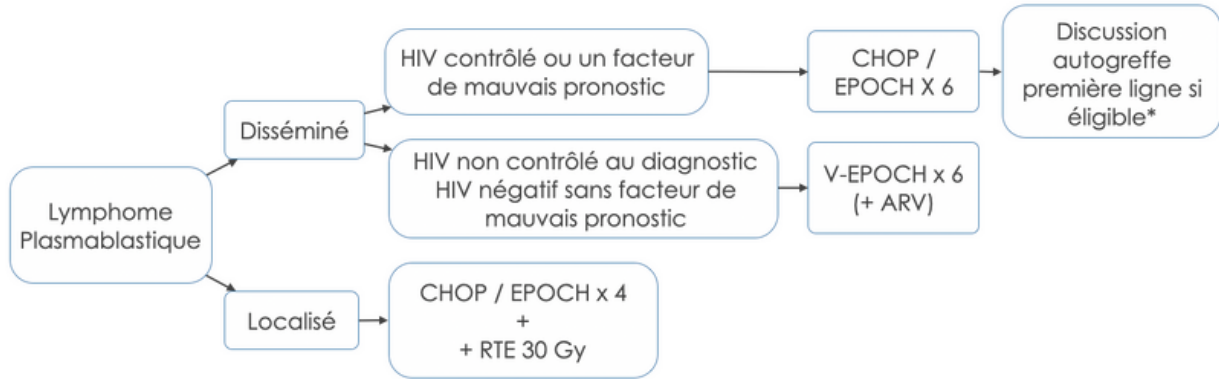 Lymphome
Plasmablastique
Disséminé
HIV contrôlé ou un facteur
de mauvais pronostic
CHOP /
EPOCH X 6
Discussion
autogreffe
première ligne si
éligible*
HIV non contrôlé au diagnostic
HIV négatif sans facteur de
mauvais pronostic
V-EPOCH x 6
(+ ARV)
Localisé
CHOP / EPOCH x 4
+
+ RTE 30 Gy